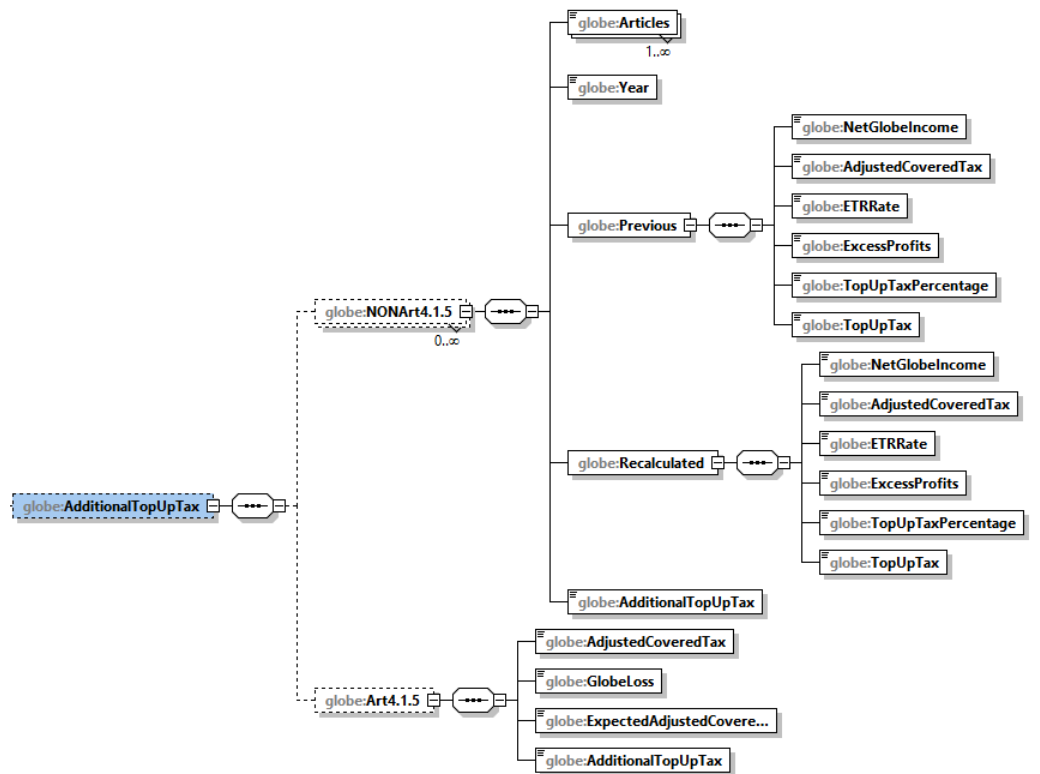 globe:Articles
1..∞
globe:Year
globe:Previous
globe:NetGlobeIncome
globe:AdjustedCoveredTax
globe:ETRRate
globe:ExcessProfits
globe:TopUpTaxPercentage
globe:TopUpTax
globe:NONArt4.1.5
0..∞
globe:Recalculated
globe:NetGlobeIncome
globe:AdjustedCoveredTax
globe:ETRRate
globe:ExcessProfits
globe:TopUpTaxPercentage
globe:TopUpTax
globe:AdditionalTopUpTax
globe:AdditionalTopUpTax
globe:Art4.1.5
globe:AdjustedCoveredTax
globe:GlobeLoss
globe:ExpectedAdjustedCovere...
globe:AdditionalTopUpTax